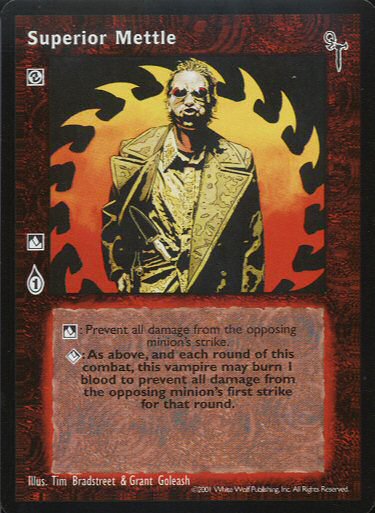 Superior Mettle
1
: Prevent all damage from the opposing
minion's strike.
: As above, and each round of this
combat, this vampire may burn 1
blood to prevent all damage from
the opposing minion's first strike
for that round.
Illus. Tim Bradstreet & Grant Goleash
©2001 White Wolf Publishing, Inc. All Rights Reserved.